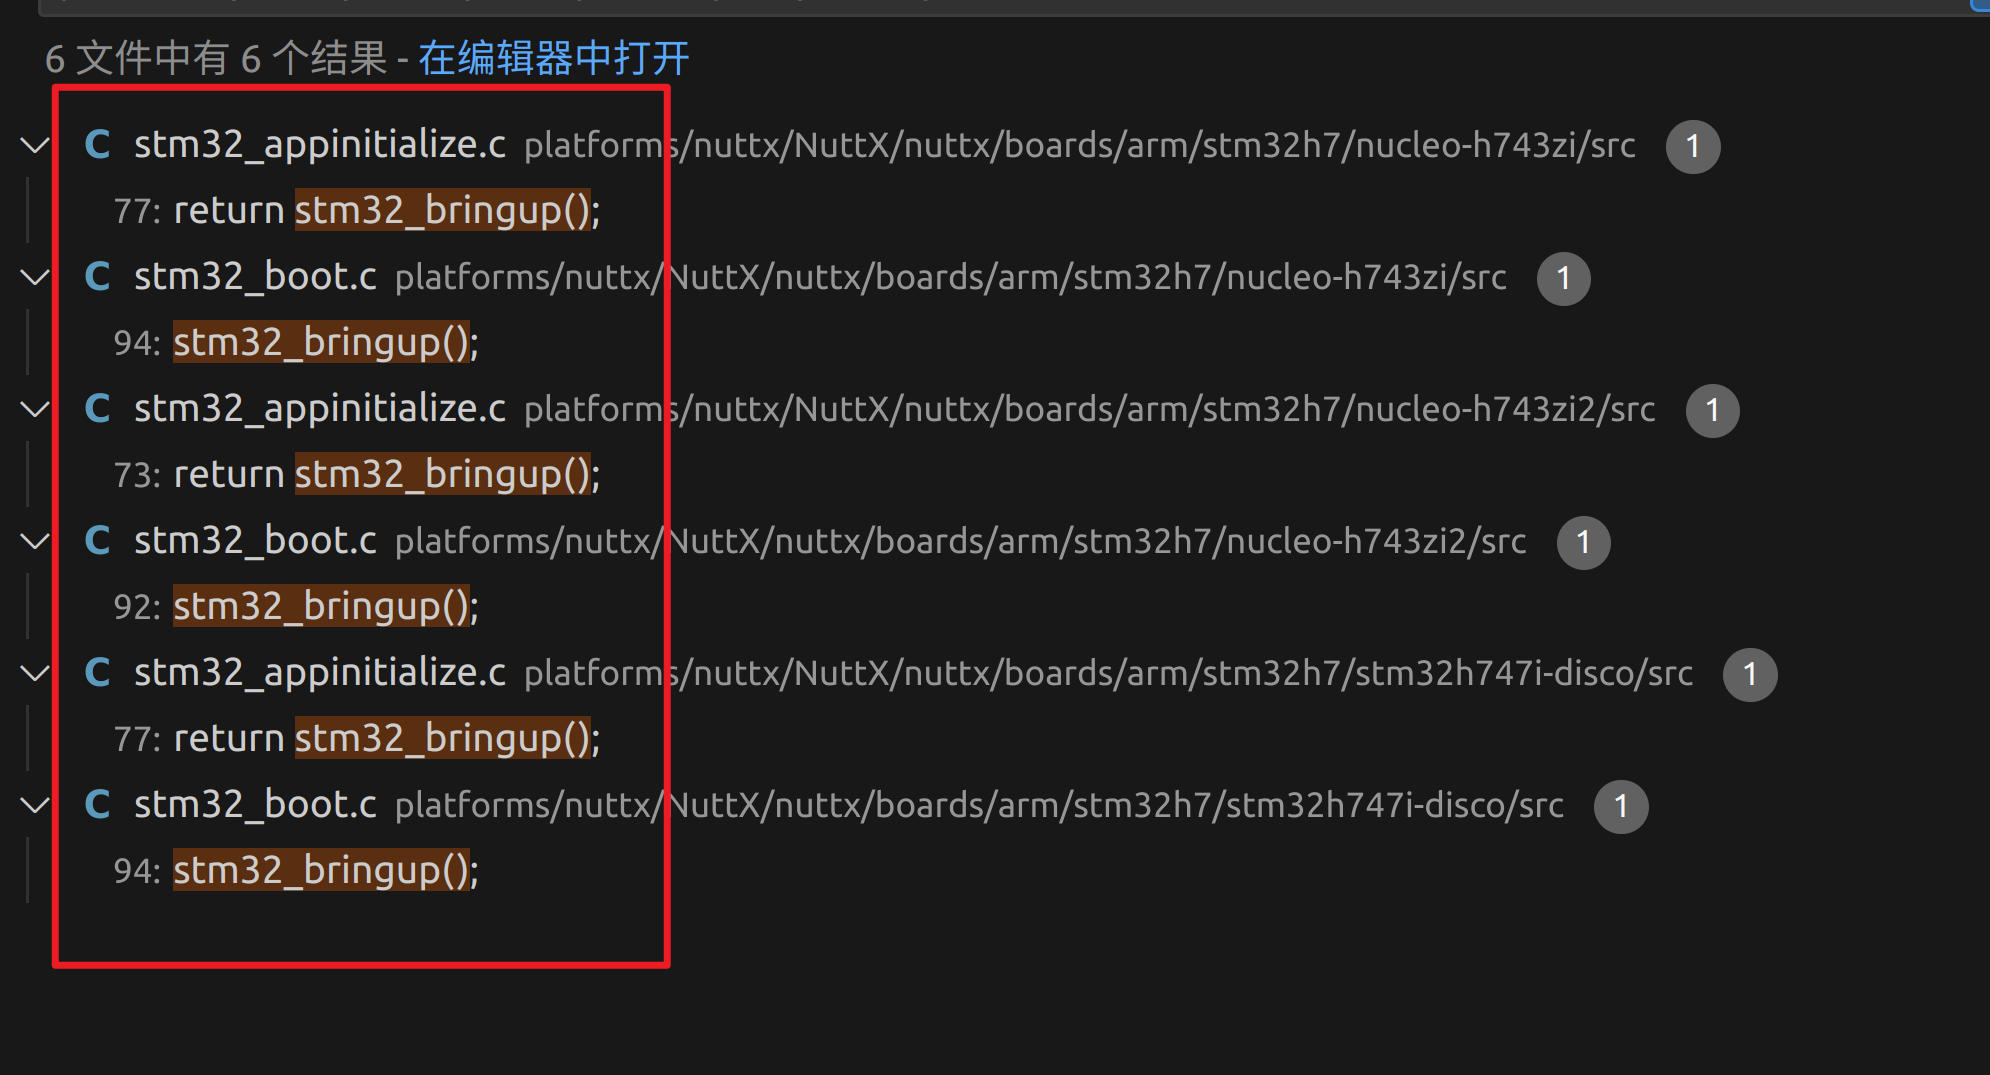 6 文件中有 6 个结果 - 在编辑器中打开
C stm32_appinitialize.c platforms/nuttx/NuttX/nuttx/boards/arm/stm32h7/nucleo-h743zi/src 1
77: return stm32_bringup();
C stm32_boot.c platforms/nuttx/NuttX/nuttx/boards/arm/stm32h7/nucleo-h743zi/src 1
94: stm32_bringup();
C stm32_appinitialize.c platforms/nuttx/NuttX/nuttx/boards/arm/stm32h7/nucleo-h743zi2/src 1
73: return stm32_bringup();
C stm32_boot.c platforms/nuttx/NuttX/nuttx/boards/arm/stm32h7/nucleo-h743zi2/src 1
92: stm32_bringup();
C stm32_appinitialize.c platforms/nuttx/NuttX/nuttx/boards/arm/stm32h7/stm32h747i-disco/src 1
77: return stm32_bringup();
C stm32_boot.c platforms/nuttx/NuttX/nuttx/boards/arm/stm32h7/stm32h747i-disco/src 1
94: stm32_bringup();